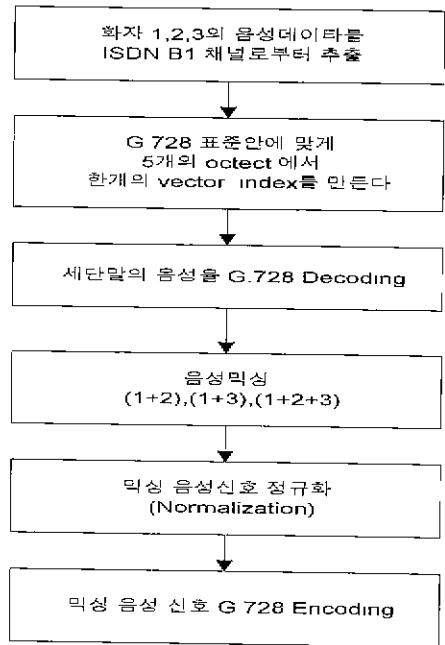 화자 1,2,3의 음성데이타를
ISDN B1 채널로부터 추출
G 728 표준안에 맞게
5개의 octect 에서
한개의 vector index를 만든다
세단말의 음성을 G.728 Decoding
음성믹싱
(1+2),(1+3),(1+2+3)
믹싱 음성신호 정규화
(Normalization)
믹싱 음성 신호 G 728 Encoding